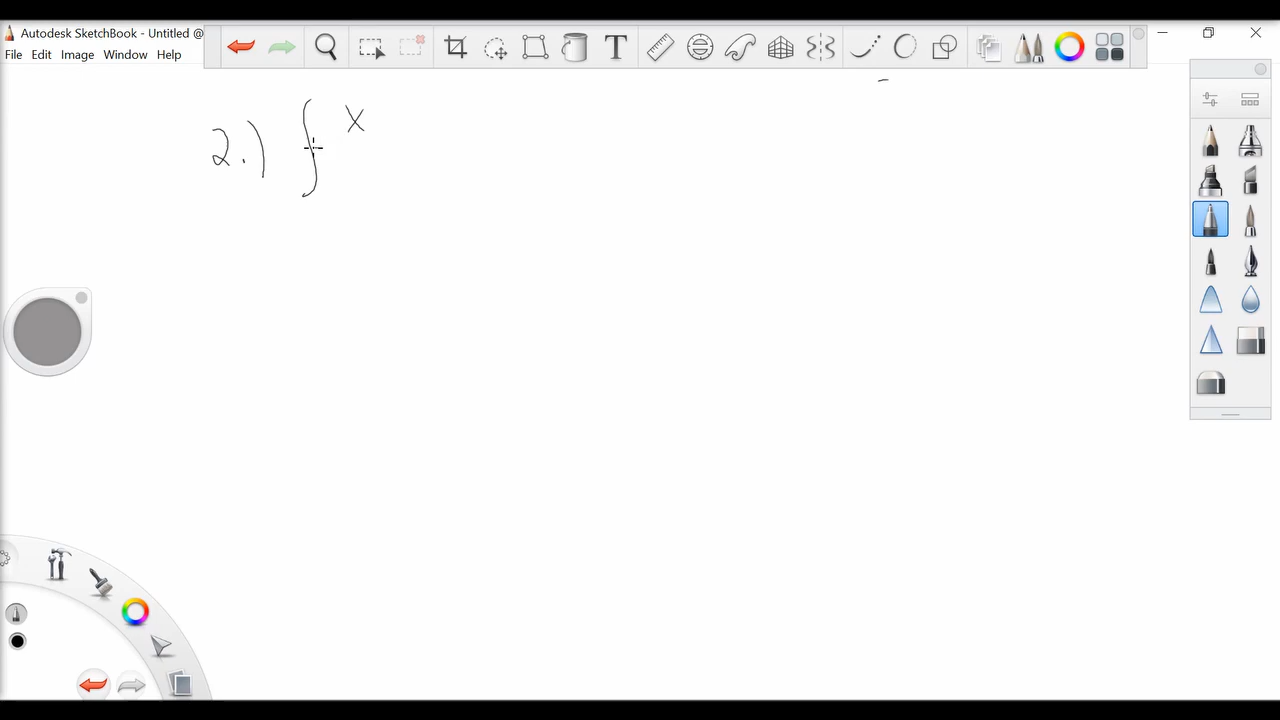 Autodesk SketchBook - Untitled @
File Edit Image Window Help
2.) ∫ x